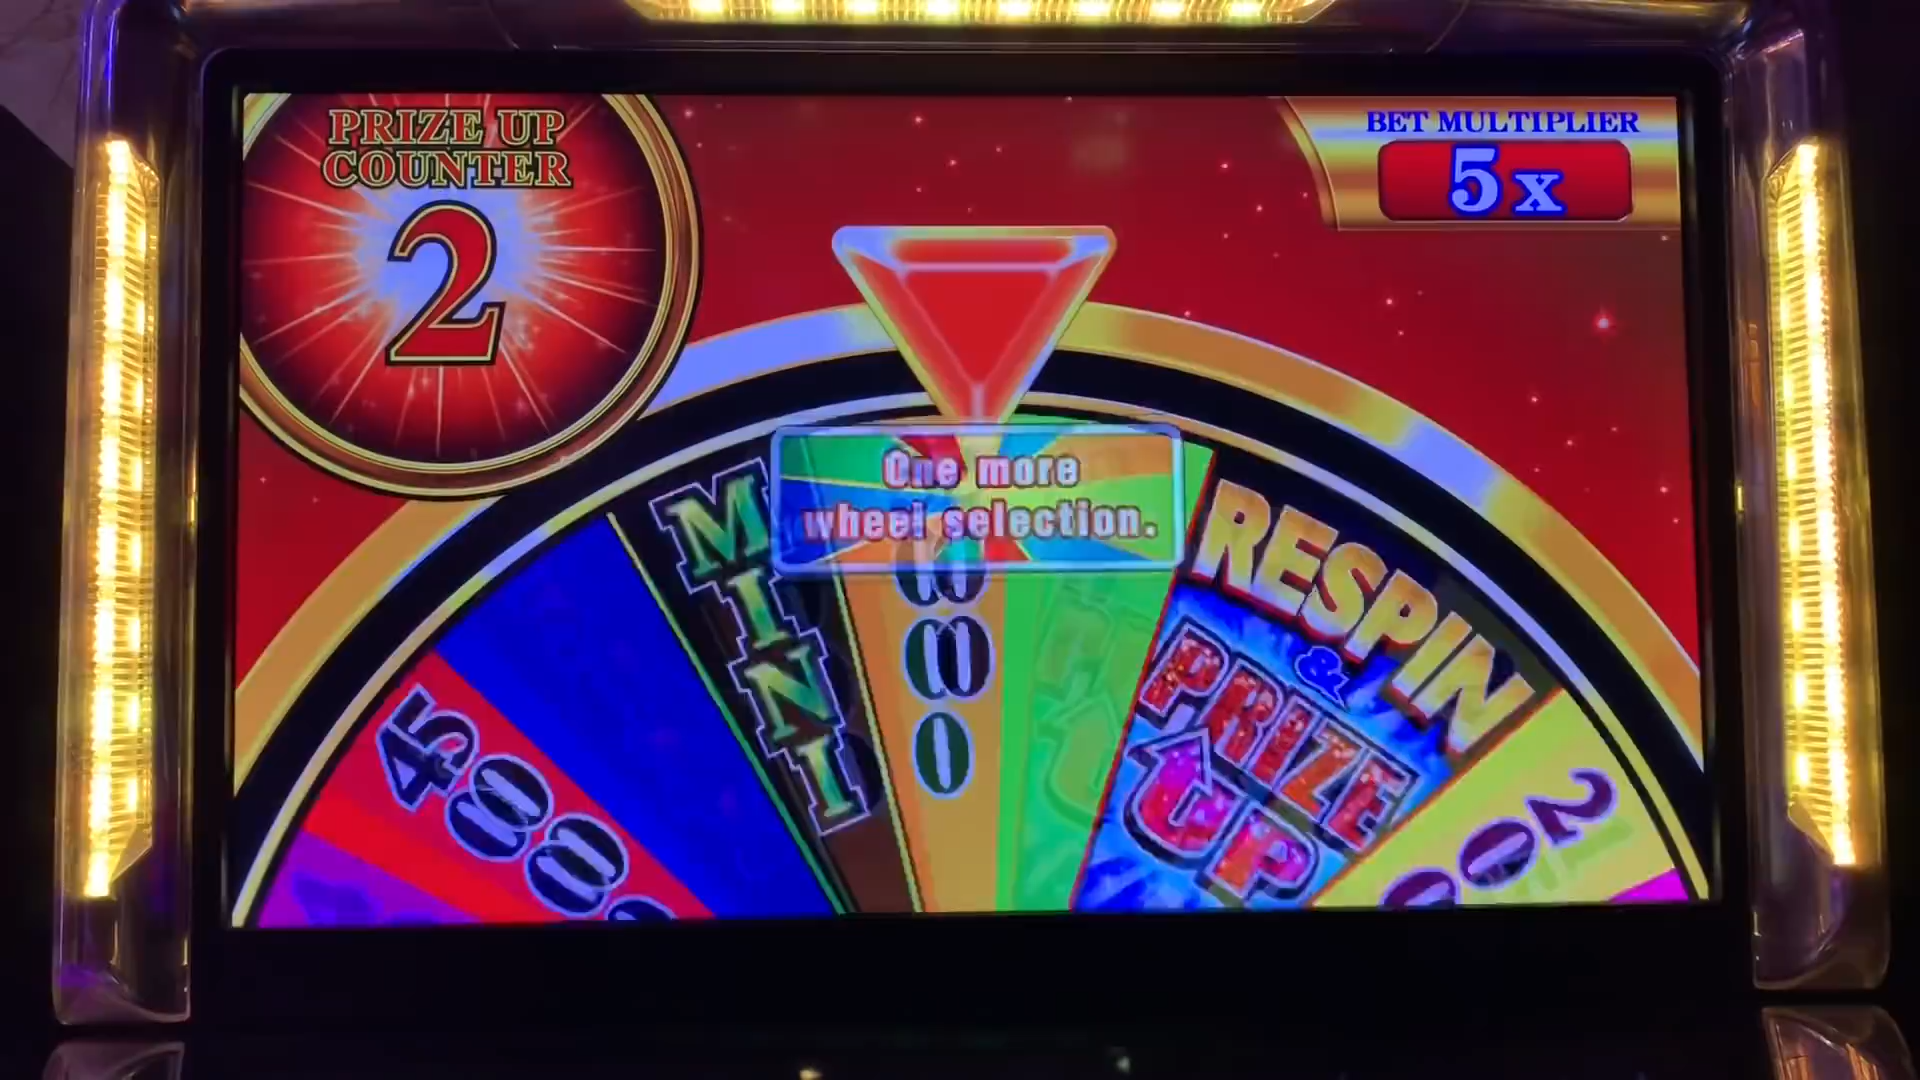 PRIZE UP
COUNTER
2
BET MULTIPLIER
5x
One more
wheel selection.
MINI
RESPIN
&
PRIZE
UP